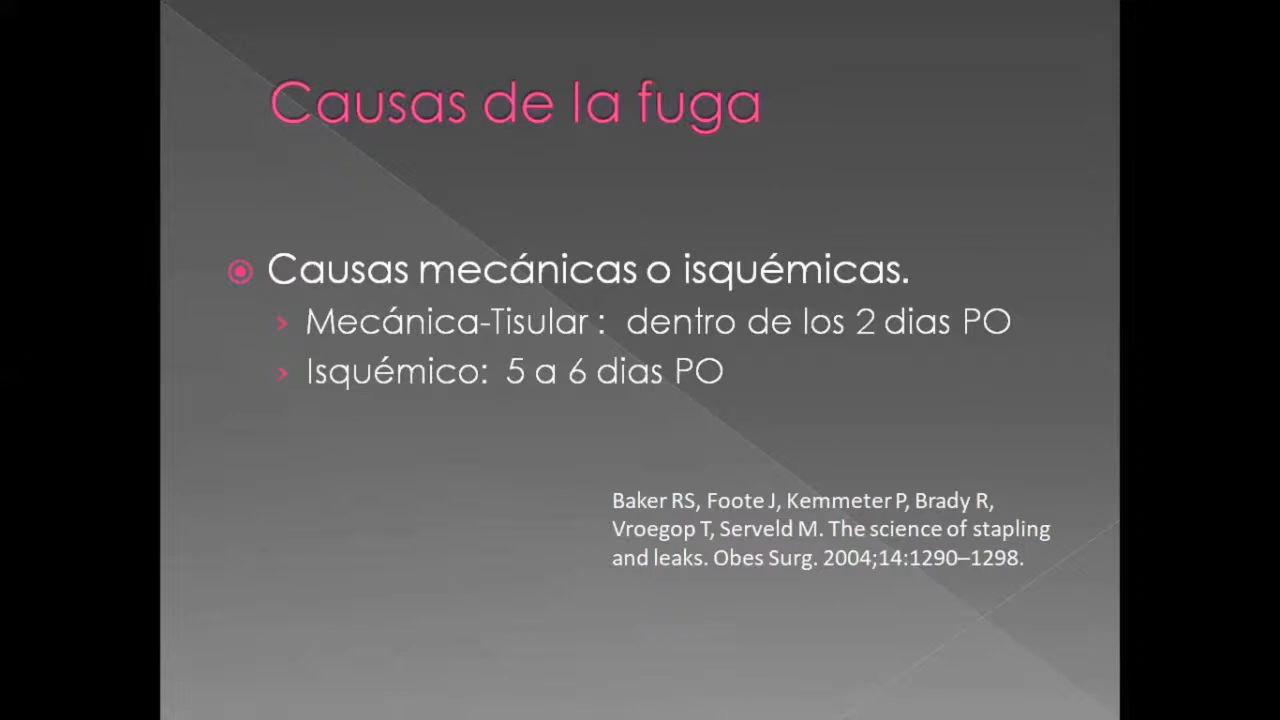 Causas de la fuga
Causas mecánicas o isquémicas.
Mecánica-Tisular : dentro de los 2 dias PO
Isquémico: 5 a 6 dias PO
Baker RS, Foote J, Kemmeter P, Brady R,
Vroegop T, Serveld M. The science of stapling
and leaks. Obes Surg. 2004;14:1290–1298.